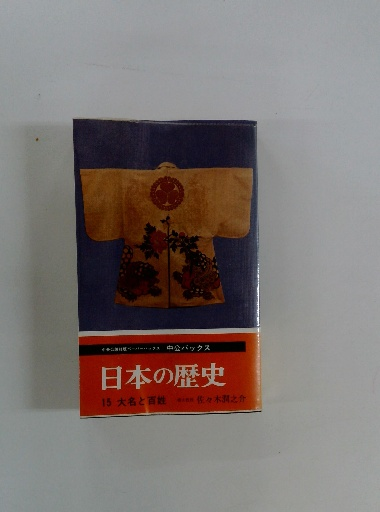 中公バックス
日本の歴史
15 大名と百姓 佐々木潤之介